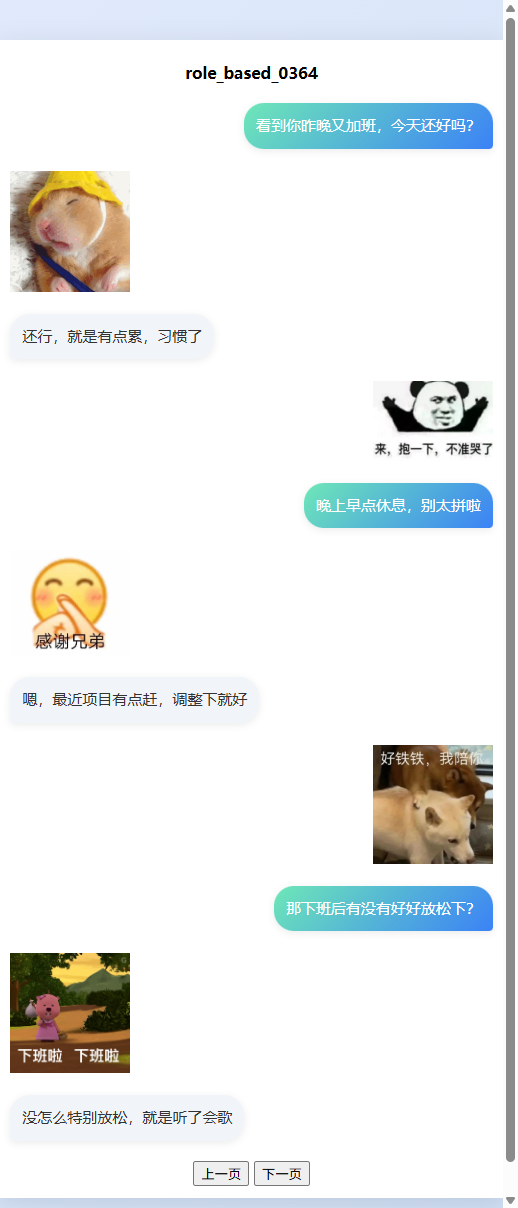 role_based_0364
看到你昨晚又加班，今天还好吗？
还行，就是有点累，习惯了
来，抱一下，不准哭了
晚上早点休息，别太拼啦
感谢兄弟
嗯，最近项目有点赶，调整下就好
好铁铁，我陪你
那下班后有没有好好放松下？
下班啦 下班啦
没怎么特别放松，就是听了会歌
上一页 下一页